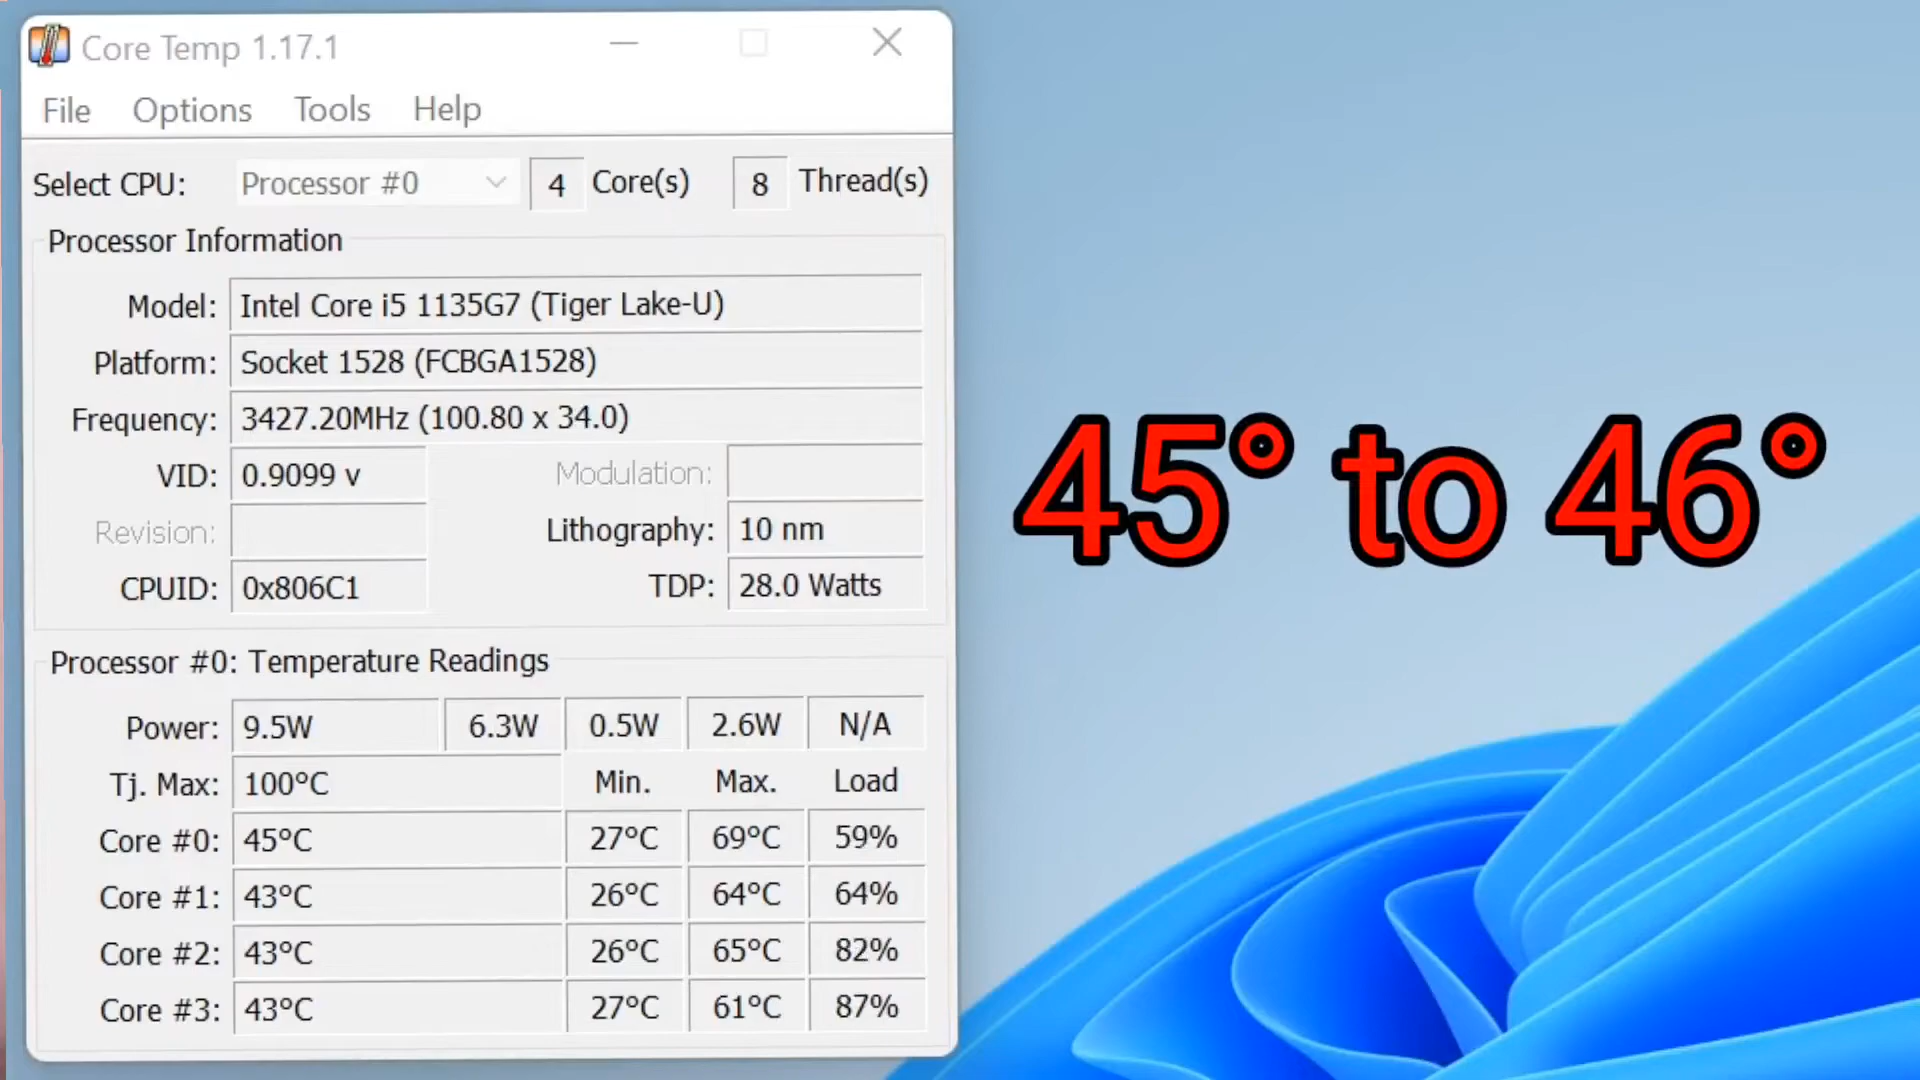 Core Temp 1.17.1
File Options Tools Help
Select CPU: Processor #0 4 Core(s) 8 Thread(s)
Processor Information
Model: Intel Core i5 1135G7 (Tiger Lake-U)
Platform: Socket 1528 (FCBGA1528)
Frequency: 3427.20MHz (100.80 x 34.0)
VID: 0.9099 v Modulation:
Revision: Lithography: 10 nm
CPUID: 0x806C1 TDP: 28.0 Watts
Processor #0: Temperature Readings
Power: 9.5W 6.3W 0.5W 2.6W N/A
Tj. Max: 100°C Min. Max. Load
Core #0: 45°C 27°C 69°C 59%
Core #1: 43°C 26°C 64°C 64%
Core #2: 43°C 26°C 65°C 82%
Core #3: 43°C 27°C 61°C 87%
45° to 46°